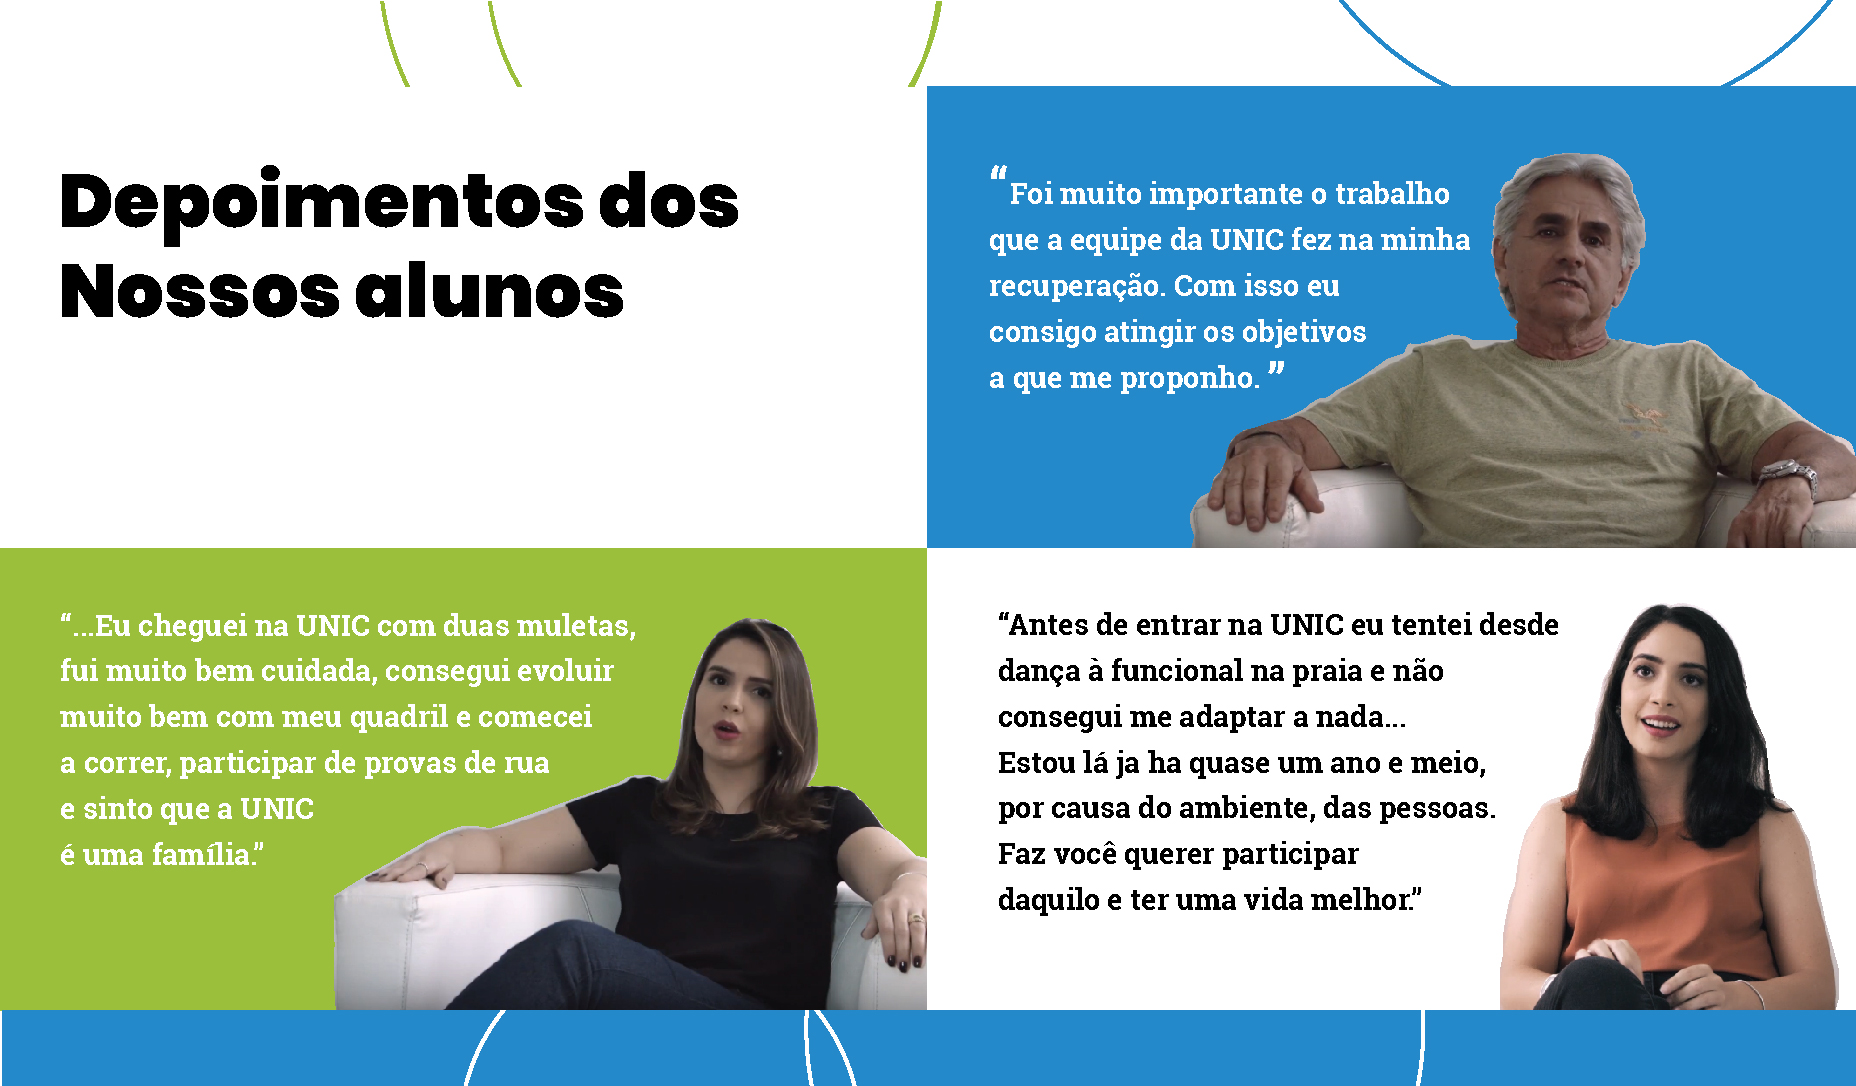 Depoimentos dos
Nossos alunos
“Foi muito importante o trabalho
que a equipe da UNIC fez na minha
recuperação. Com isso eu
consigo atingir os objetivos
a que me proponho.”
“...Eu cheguei na UNIC com duas muletas,
fui muito bem cuidada, consegui evoluir
muito bem com meu quadril e comecei
a correr, participar de provas de rua
e sinto que a UNIC
é uma família.”
“Antes de entrar na UNIC eu tentei desde
dança à funcional na praia e não
consegui me adaptar a nada...
Estou lá ja ha quase um ano e meio,
por causa do ambiente, das pessoas.
Faz você querer participar
daquilo e ter uma vida melhor.”